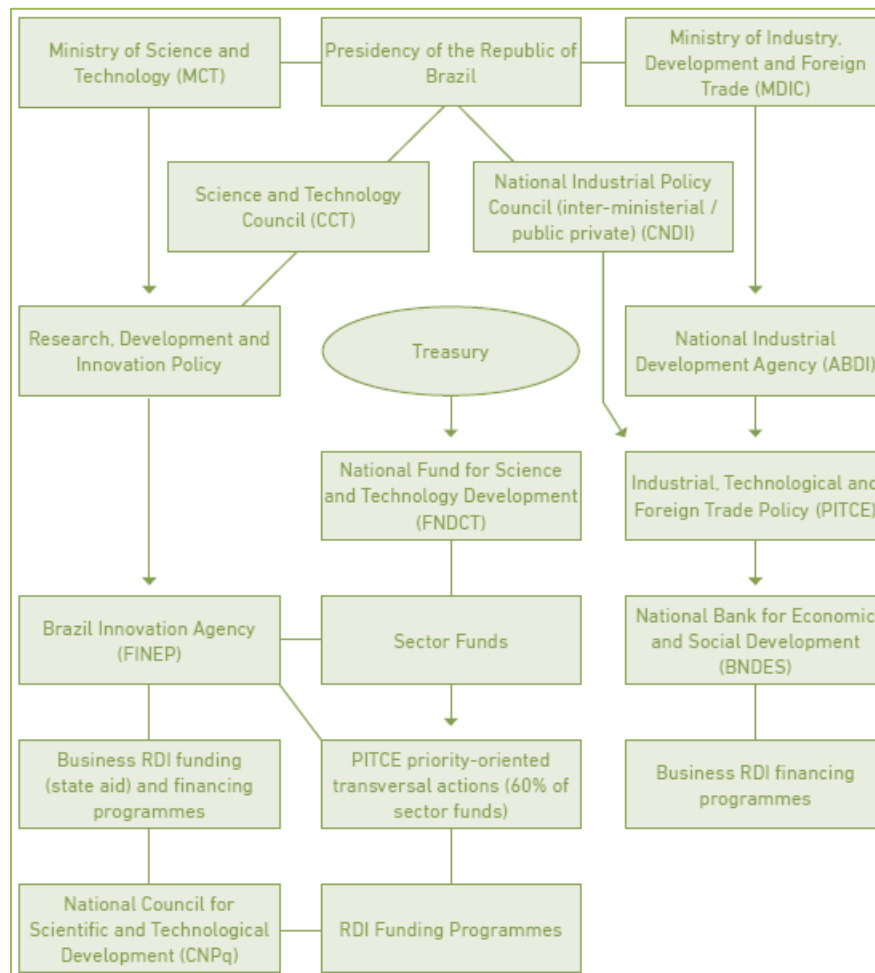 Ministry of Science and
Technology (MCT)
Presidency of the Republic of
Brazil
Ministry of Industry,
Development and Foreign
Trade (MDIC)
Science and Technology
Council (CCT)
National Industrial Policy
Council (inter-ministerial /
public private) (CNDI)
Research, Development and
Innovation Policy
Treasury
National Industrial
Development Agency (ABDI)
National Fund for Science
and Technology Development
(FNDCT)
Industrial, Technological and
Foreign Trade Policy (PITCE)
Brazil Innovation Agency
(FINEP)
Sector Funds
National Bank for Economic
and Social Development
(BNDES)
Business RDI funding
(state aid) and financing
programmes
PITCE priority-oriented
transversal actions (60% of
sector funds)
Business RDI financing
programmes
National Council for
Scientific and Technological
Development (CNPq)
RDI Funding Programmes